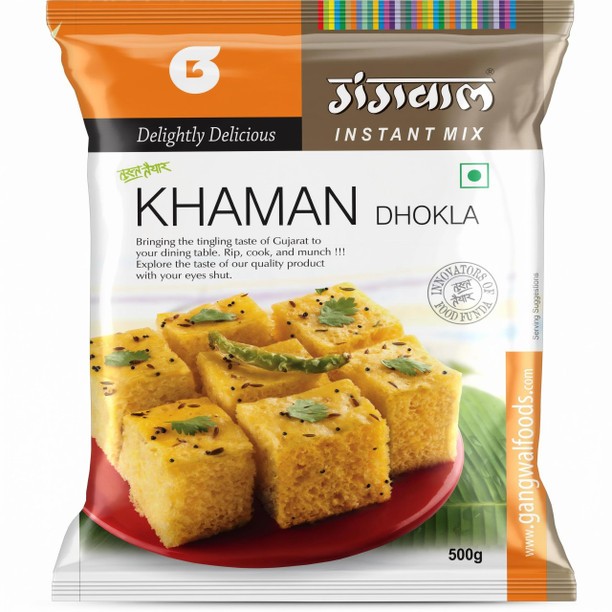 गंगवाल®
Delightly Delicious
INSTANT MIX
तुरत तैयार
KHAMAN DHOKLA
Bringing the tingling taste of Gujarat to
your dining table. Rip, cook, and munch !!!
Explore the taste of our quality product
with your eyes shut.
INNOVATORS OF
तुरत
तैयार
FOOD FUNDA
Serving Suggestions
www.gangwalfoods.com
500g